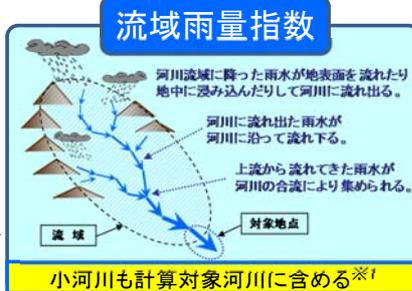 流域雨量指数
河川流域に降った雨水が地表面を流れたり
地中に浸み込んだりして河川に流れ出る。
河川に流れ出た雨水が
河川に沿って流れ下る。
上流から流れてきた雨水が
河川の合流により集められる。
流域
対象地点
小河川も計算対象河川に含める※1